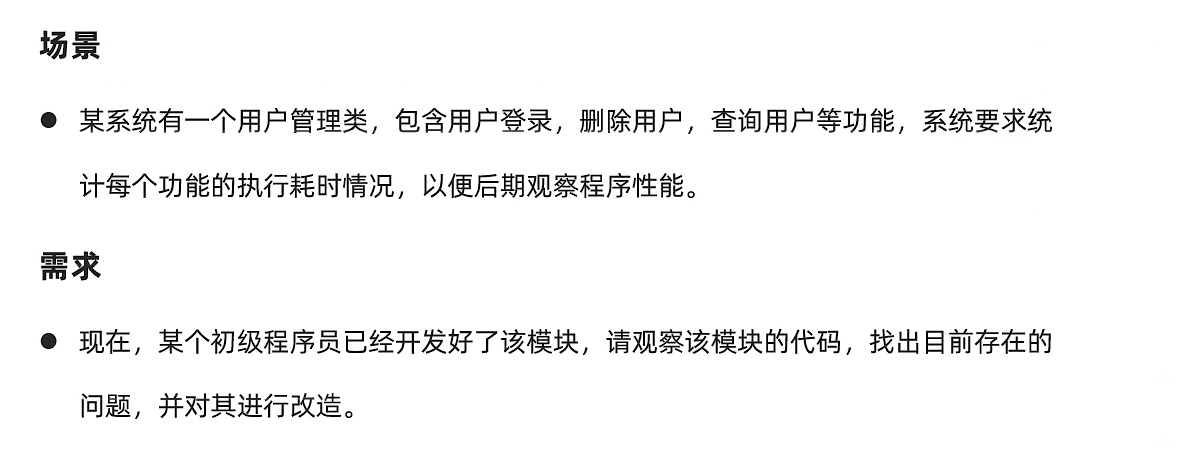 场景
● 某系统有一个用户管理类，包含用户登录，删除用户，查询用户等功能，系统要求统
计每个功能的执行耗时情况，以便后期观察程序性能。
需求
● 现在，某个初级程序员已经开发好了该模块，请观察该模块的代码，找出目前存在的
问题，并对其进行改造。